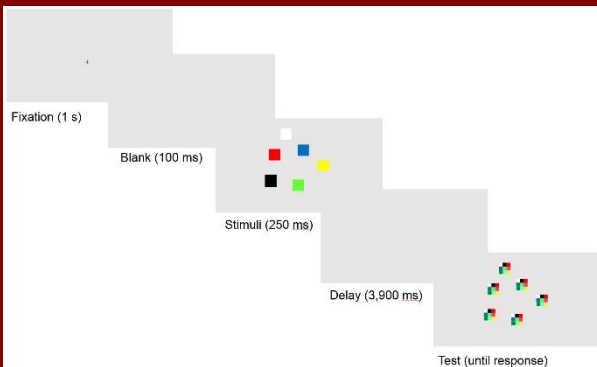 Fixation (1 s)
Blank (100 ms)
Stimuli (250 ms)
Delay (3,900 ms)
Test (until response)